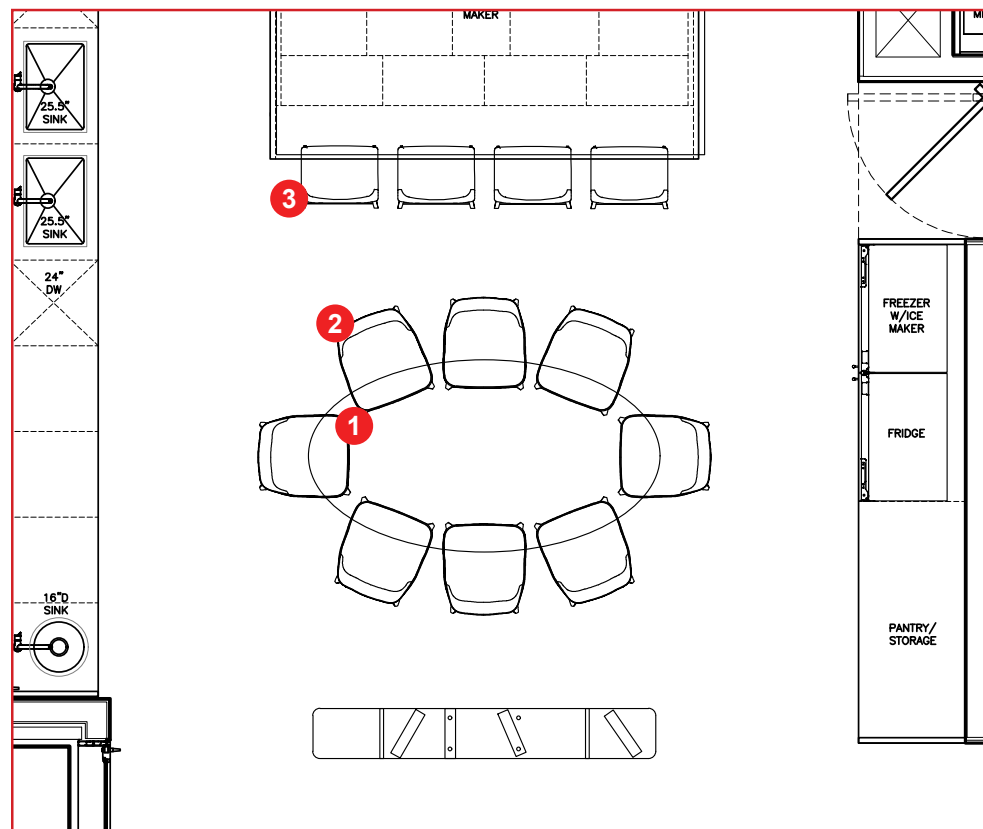 MAKER
25.5"
SINK
25.5"
SINK
3
24"
DW
2
FREEZER
W/ICE
MAKER
1
FRIDGE
16"D
SINK
PANTRY/
STORAGE